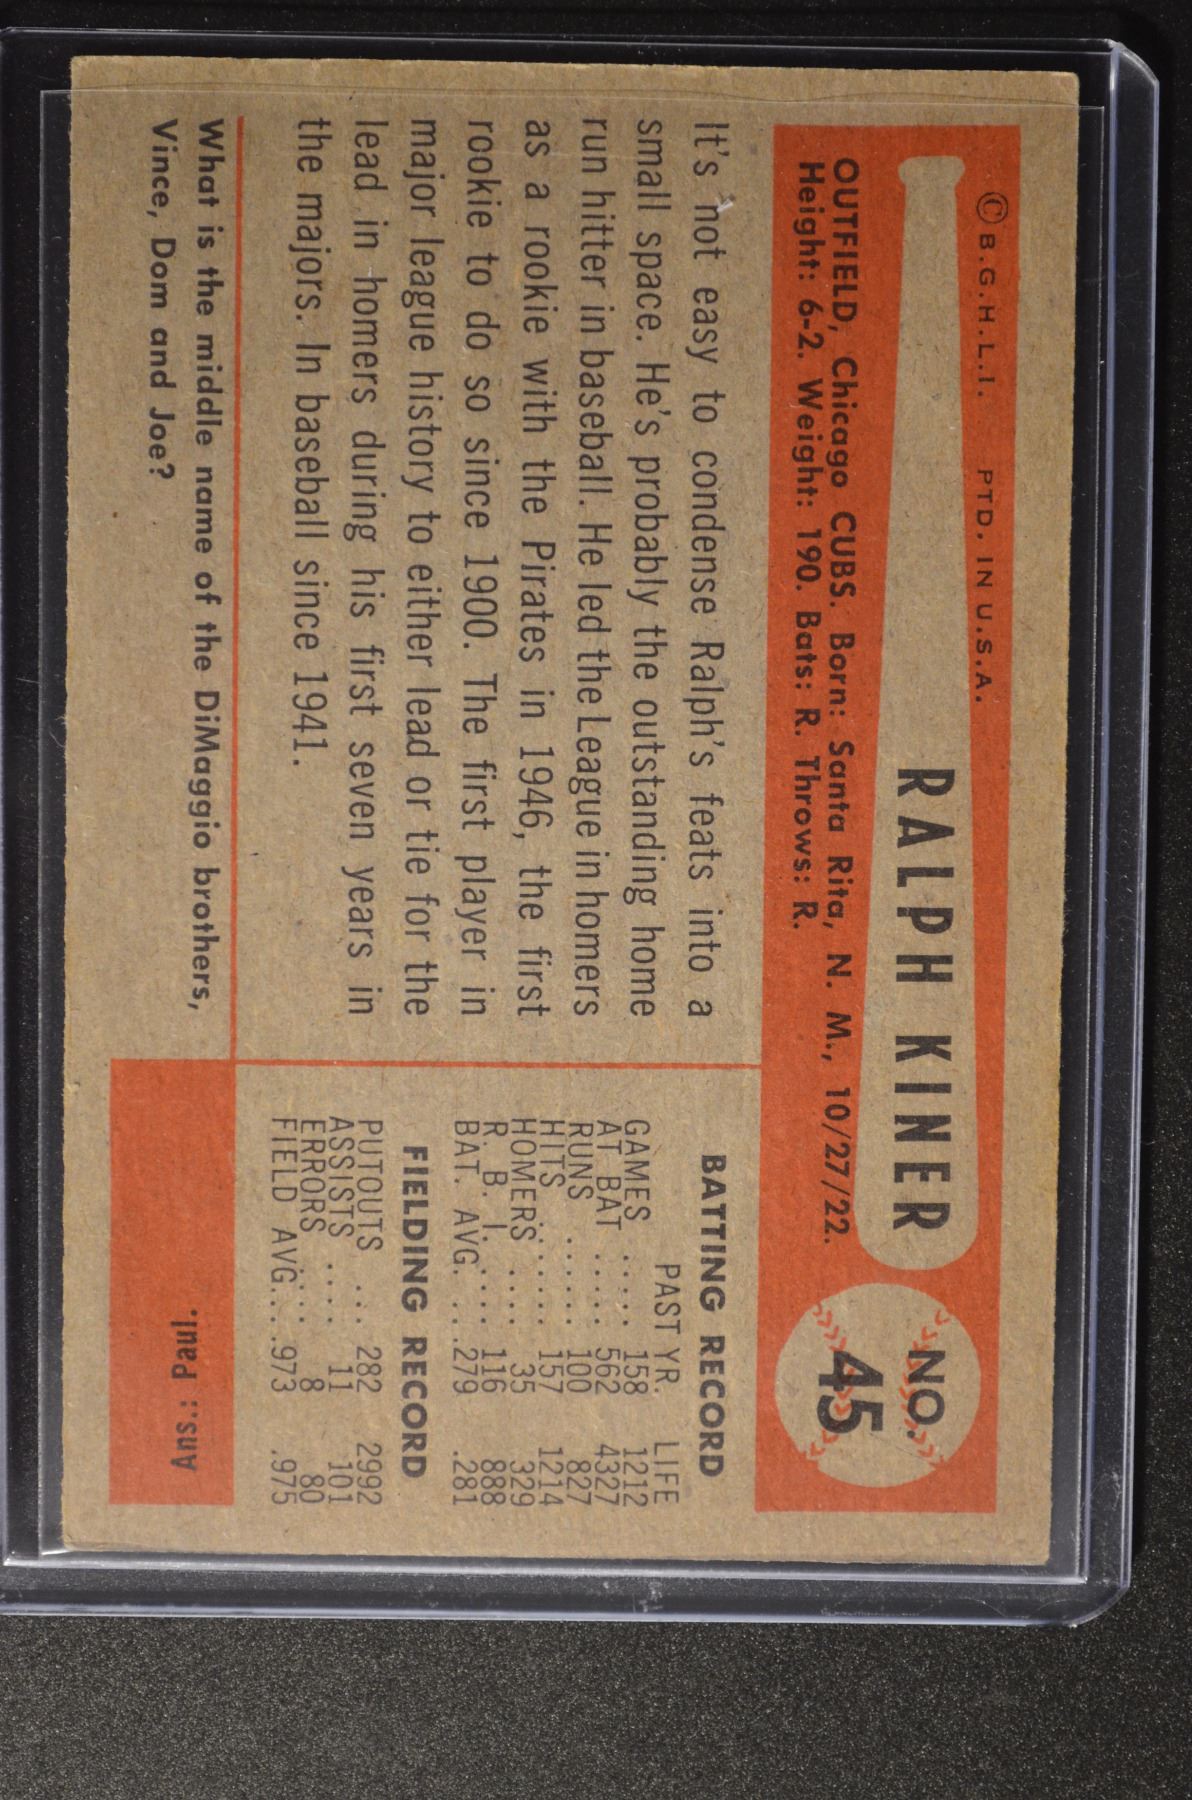 © B.G.H.L.I. PTD. IN U.S.A.
RALPH KINER
NO.
45
OUTFIELD, Chicago CUBS. Born: Santa Rita, N. M., 10/27/22.
Height: 6-2. Weight: 190. Bats: R. Throws: R.
It's not easy to condense Ralph's feats into a
small space. He's probably the outstanding home
run hitter in baseball. He led the League in homers
as a rookie with the Pirates in 1946, the first
rookie to do so since 1900. The first player in
major league history to either lead or tie for the
lead in homers during his first seven years in
the majors. In baseball since 1941.
BATTING RECORD
PAST YR. LIFE
GAMES ..... 158 1212
AT BAT ..... 562 4327
RUNS ...... 100 827
HITS ...... 157 1214
HOMERS .... 35 329
R. B. I. .... 116 888
BAT. AVG. ... .279 .281
FIELDING RECORD
PUTOUTS ... 282 2992
ASSISTS .... 11 101
ERRORS .... 8 80
FIELD AVG. .. .973 .975
What is the middle name of the DiMaggio brothers,
Vince, Dom and Joe?
Ans.: Paul.